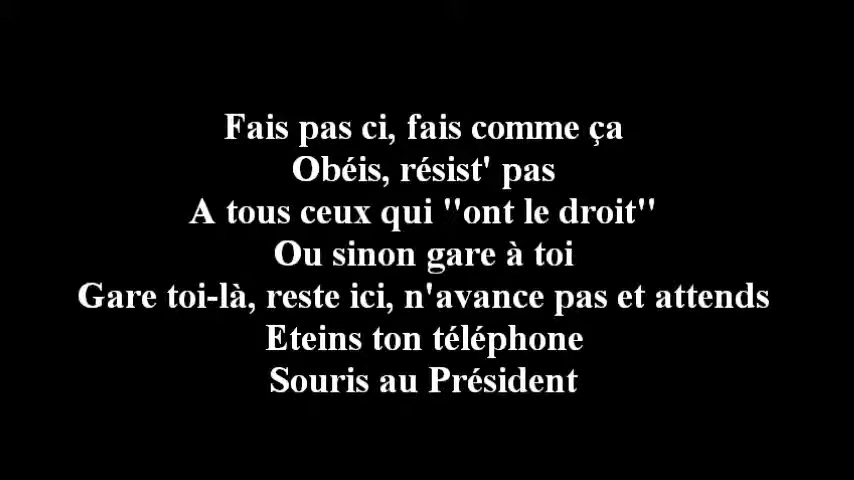 Fais pas ci, fais comme ça
Obéis, résist' pas
A tous ceux qui "ont le droit"
Ou sinon gare à toi
Gare toi-là, reste ici, n'avance pas et attends
Eteins ton téléphone
Souris au Président